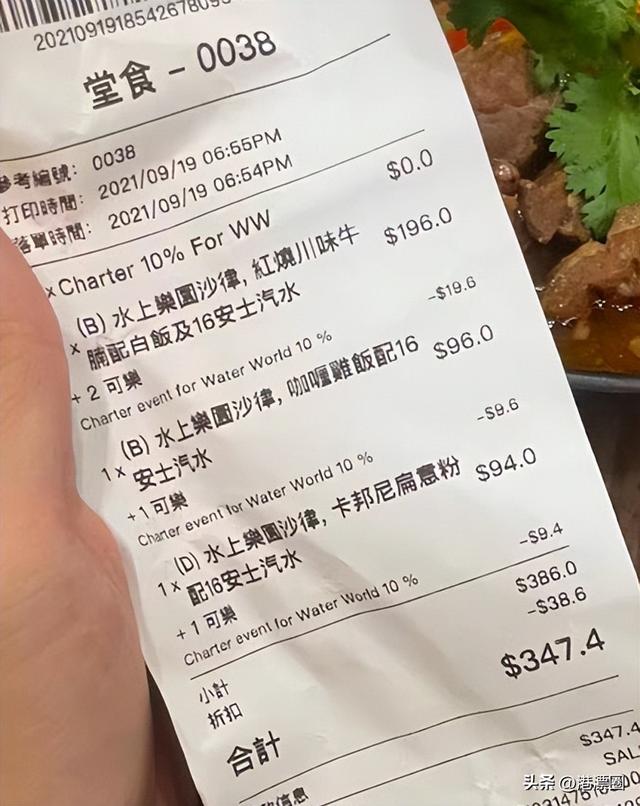 堂食 - 0038
參考編號: 0038
打印時間: 2021/09/19 06:55PM
落單時間: 2021/09/19 06:54PM
x Charter 10% For WW $0.0
(B) 水上樂園沙律, 紅燒川味牛 $196.0
x 腩配白飯及16安士汽水
+ 2 可樂
Charter event for Water World 10 % -$19.6
(B) 水上樂園沙律, 咖喱雞飯配16 $96.0
1 x 安士汽水
+ 1 可樂
Charter event for Water World 10 % -$9.6
(D) 水上樂園沙律, 卡邦尼扁意粉 $94.0
1 x 配16安士汽水
+ 1 可樂
Charter event for Water World 10 % -$9.4
小計 $386.0
折扣 -$38.6
合計 $347.4
$347.4
SAL
頭条 @港漂圈